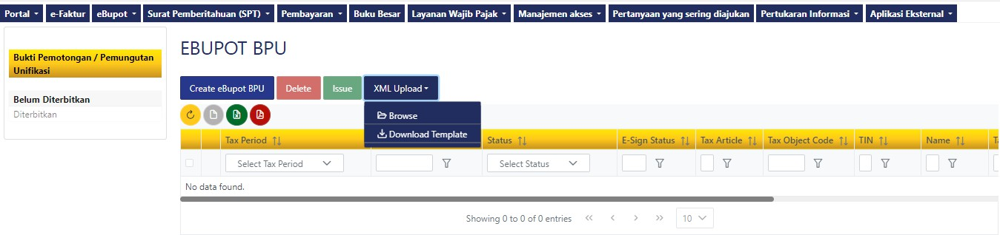 Portal e-Faktur eBupot Surat Pemberitahuan (SPT) Pembayaran Buku Besar Layanan Wajib Pajak Manajemen akses Pertanyaan yang sering diajukan Pertukaran Informasi Aplikasi Eksternal
Bukti Pemotongan / Pemungutan
Unifikasi
Belum Diterbitkan
Diterbitkan
EBUPOT BPU
Create eBupot BPU Delete Issue XML Upload
Browse
Download Template
Tax Period Status E-Sign Status Tax Article Tax Object Code TIN Name
Select Tax Period Select Status
No data found.
Showing 0 to 0 of 0 entries 10